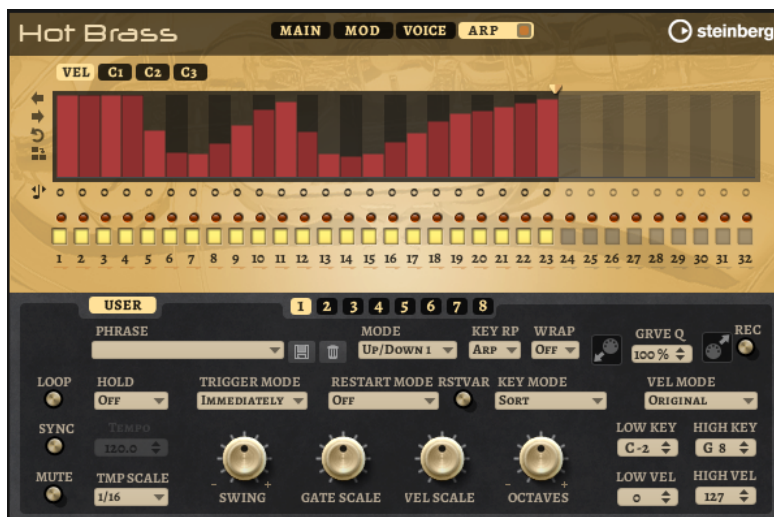 Hot Brass MAIN MOD VOICE ARP steinberg
VEL C1 C2 C3
1 2 3 4 5 6 7 8 9 10 11 12 13 14 15 16 17 18 19 20 21 22 23 24 25 26 27 28 29 30 31 32
USER 1 2 3 4 5 6 7 8
PHRASE MODE KEY RP WRAP GRVE Q REC
UP/DOWN 1 ARP OFF 100 %
LOOP HOLD TRIGGER MODE RESTART MODE RSTVAR KEY MODE VEL MODE
OFF IMMEDIATELY OFF SORT ORIGINAL
SYNC TEMPO LOW KEY HIGH KEY
120.0 C-2 G 8
MUTE TMP SCALE LOW VEL HIGH VEL
1/16 - + - + 0 127
SWING GATE SCALE VEL SCALE OCTAVES